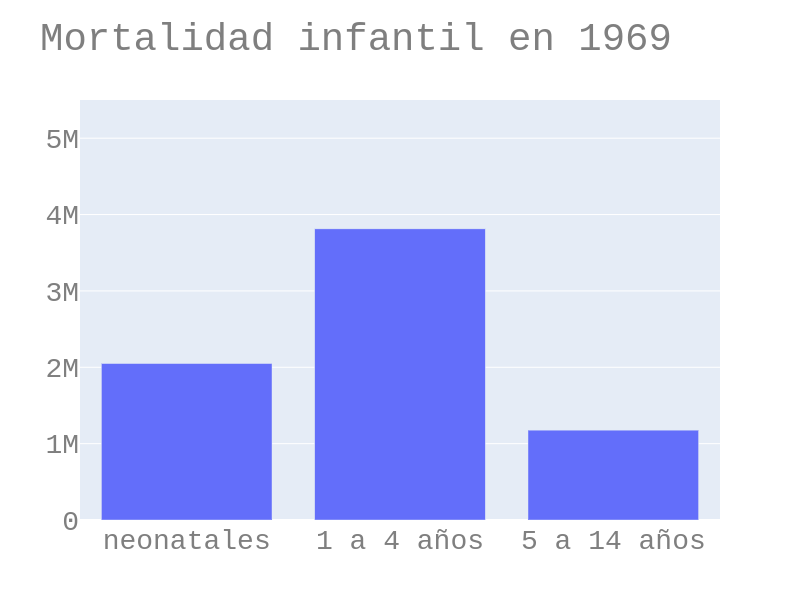 Mortalidad infantil en 1969
5M
4M
3M
2M
1M
0
neonatales
1 a 4 años
5 a 14 años